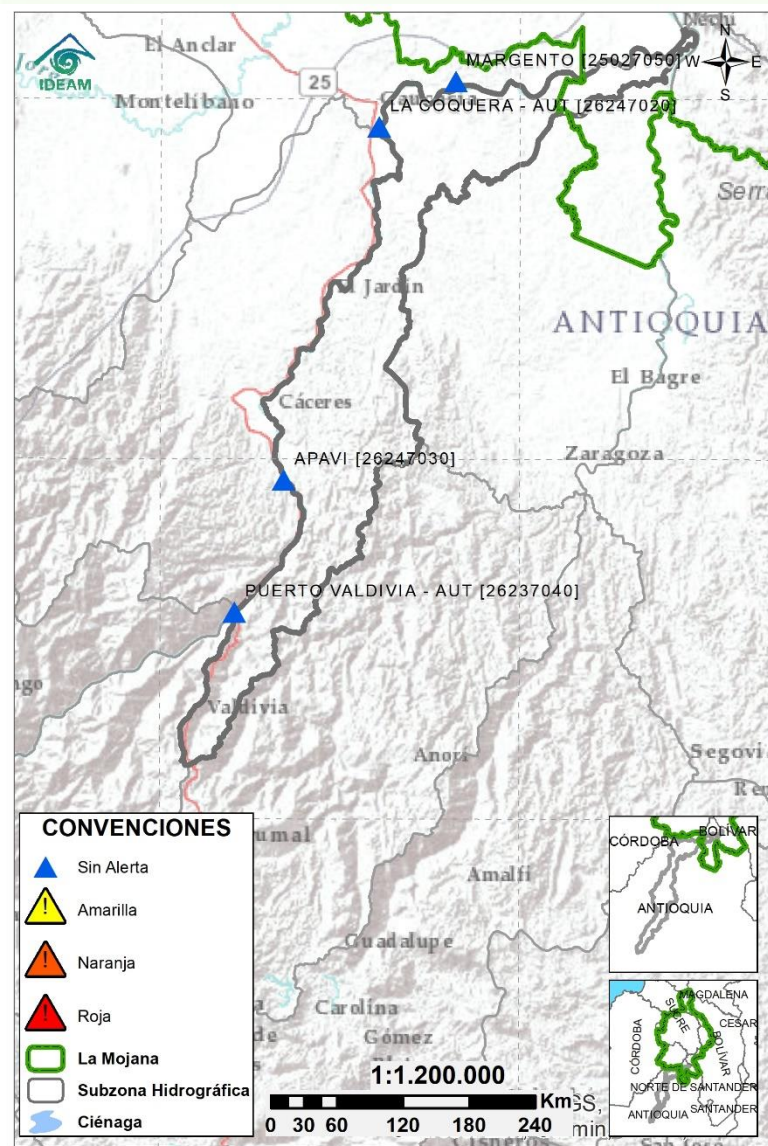 El Anclar
Nechí
N
W E
S
IDEAM
MARGENTO [25027050]
25
Montelíbano
Caucasia
LA COQUERA - AUT [26247020]
El Jardín
ANTIOQUIA
El Bagre
Cáceres
Zaragoza
APAVI [26247030]
PUERTO VALDIVIA - AUT [26237040]
Valdivia
Anorí
Segovi
Amalfi
Guadalupe
Carolina
Gómez
CONVENCIONES
Sin Alerta
Amarilla
Naranja
Roja
La Mojana
Subzona Hidrográfica
Ciénaga
1:1.200.000
Km
0 30 60 120 180 240
BOLIVAR
CÓRDOBA
ANTIOQUIA
MAGDALENA
SUCRE
CESAR
CÓRDOBA
BOLIVAR
NORTE DE SANTANDER
ANTIOQUIA
SANTANDER